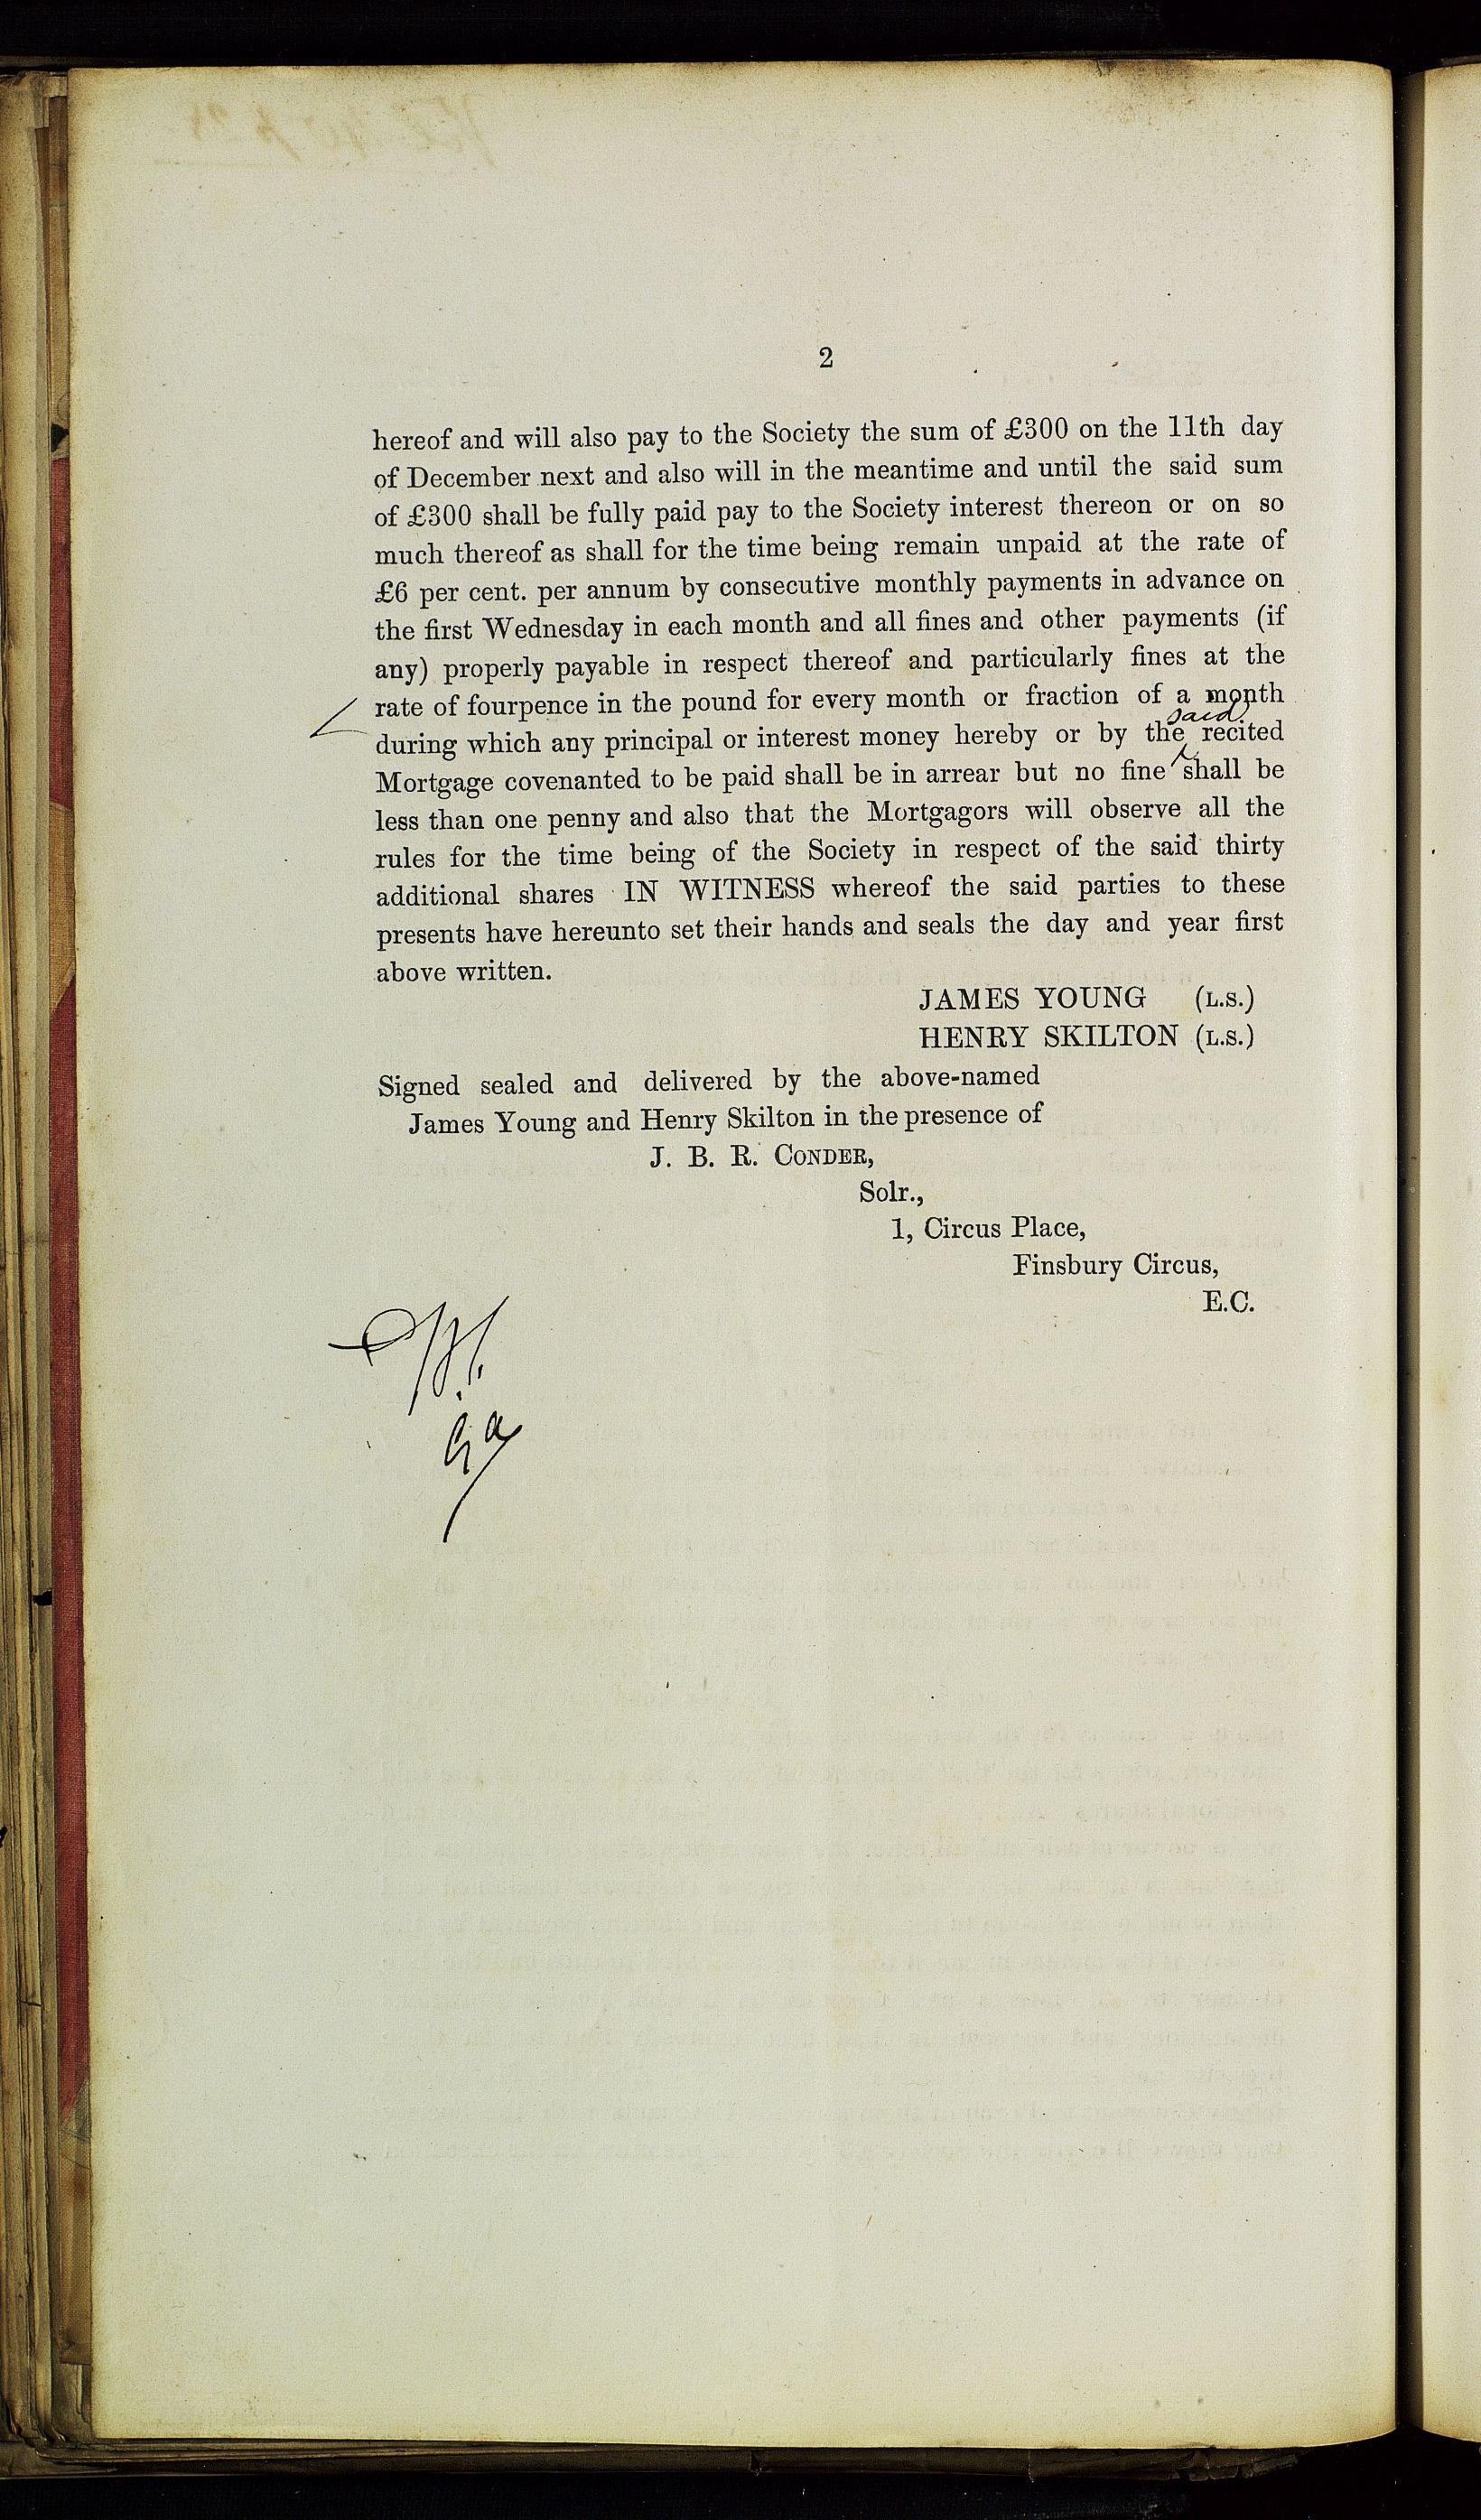 2
hereof and will also pay to the Society the sum of £300 on the 11th day
of December next and also will in the meantime and until the said sum
of £300 shall be fully paid pay to the Society interest thereon or on so
much thereof as shall for the time being remain unpaid at the rate of
£6 per cent. per annum by consecutive monthly payments in advance on
the first Wednesday in each month and all fines and other payments (if
any) properly payable in respect thereof and particularly fines at the
rate of fourpence in the pound for every month or fraction of a month
said
during which any principal or interest money hereby or by the recited
Mortgage covenanted to be paid shall be in arrear but no fine shall be
less than one penny and also that the Mortgagors will observe all the
rules for the time being of the Society in respect of the said thirty
additional shares IN WITNESS whereof the said parties to these
presents have hereunto set their hands and seals the day and year first
above written.
JAMES YOUNG (L.S.)
HENRY SKILTON (L.S.)
Signed sealed and delivered by the above-named
James Young and Henry Skilton in the presence of
J. B. R. CONDER,
Solr.,
1, Circus Place,
Finsbury Circus,
E.C.